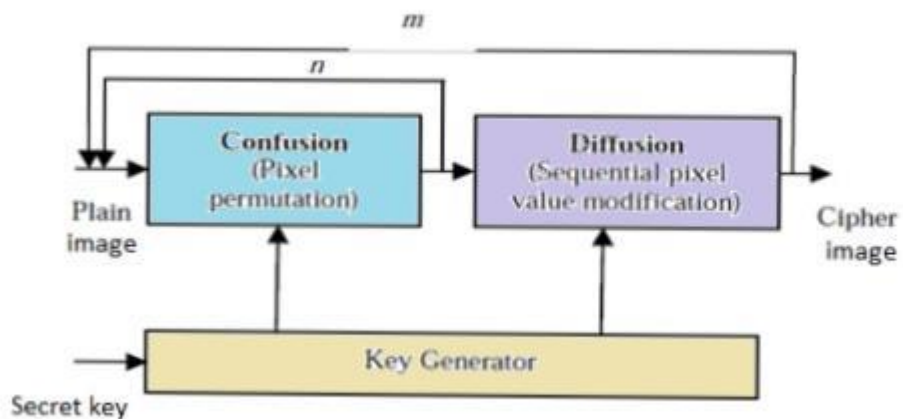 m
n
Confusion
(Pixel
permutation)
Diffusion
(Sequential pixel
value modification)
Plain
image
Cipher
image
Key Generator
Secret key